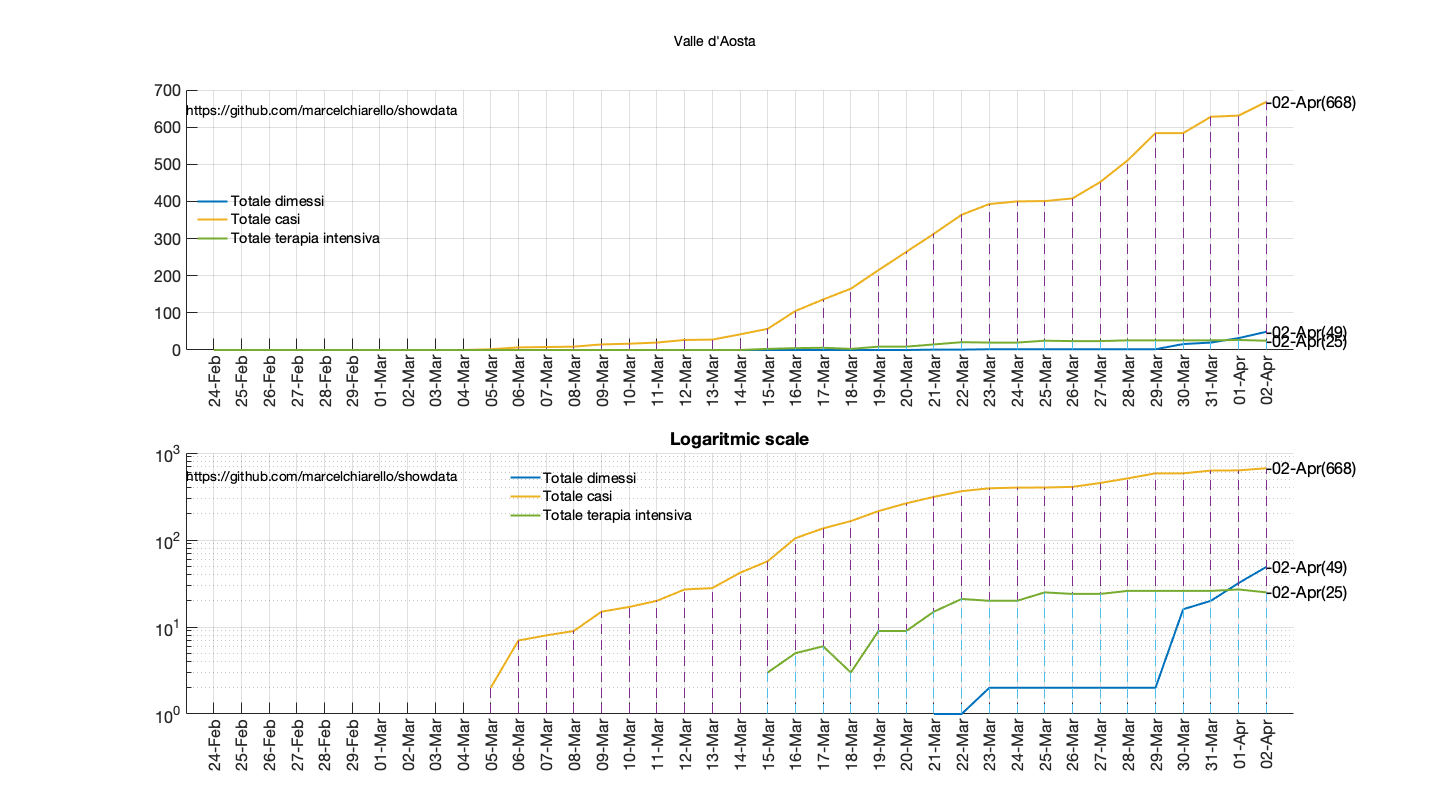 Valle d'Aosta
700
https://github.com/marcelchiarello/showdata
600
500
400
300
200
100
0
Totale dimessi
Totale casi
Totale terapia intensiva
02-Apr(668)
02-Apr(49)
02-Apr(25)
24-Feb
25-Feb
26-Feb
27-Feb
28-Feb
29-Feb
01-Mar
02-Mar
03-Mar
04-Mar
05-Mar
06-Mar
07-Mar
08-Mar
09-Mar
10-Mar
11-Mar
12-Mar
13-Mar
14-Mar
15-Mar
16-Mar
17-Mar
18-Mar
19-Mar
20-Mar
21-Mar
22-Mar
23-Mar
24-Mar
25-Mar
26-Mar
27-Mar
28-Mar
29-Mar
30-Mar
31-Mar
01-Apr
02-Apr
Logaritmic scale
10³
https://github.com/marcelchiarello/showdata
10²
10¹
10⁰
Totale dimessi
Totale casi
Totale terapia intensiva
02-Apr(668)
02-Apr(49)
02-Apr(25)
24-Feb
25-Feb
26-Feb
27-Feb
28-Feb
29-Feb
01-Mar
02-Mar
03-Mar
04-Mar
05-Mar
06-Mar
07-Mar
08-Mar
09-Mar
10-Mar
11-Mar
12-Mar
13-Mar
14-Mar
15-Mar
16-Mar
17-Mar
18-Mar
19-Mar
20-Mar
21-Mar
22-Mar
23-Mar
24-Mar
25-Mar
26-Mar
27-Mar
28-Mar
29-Mar
30-Mar
31-Mar
01-Apr
02-Apr